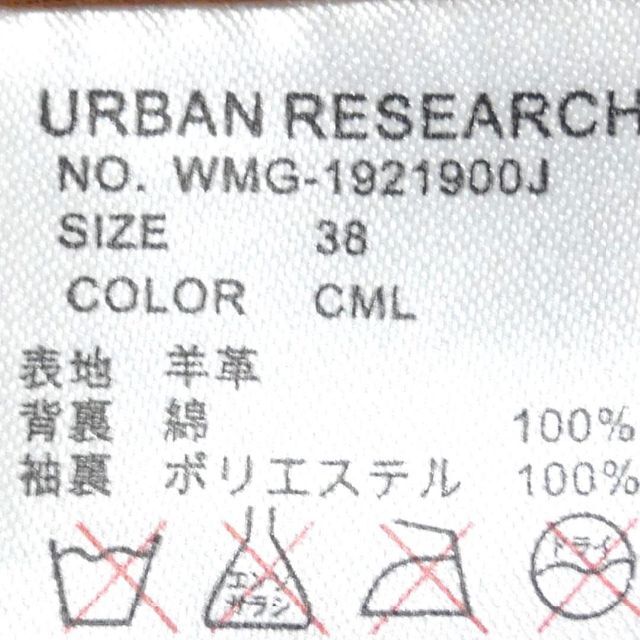 URBAN RESEARCH
NO. WMG-1921900J
SIZE 38
COLOR CML
表地 羊革
背裏 綿 100%
袖裏 ポリエステル 100%
エンソサラシ ドライ